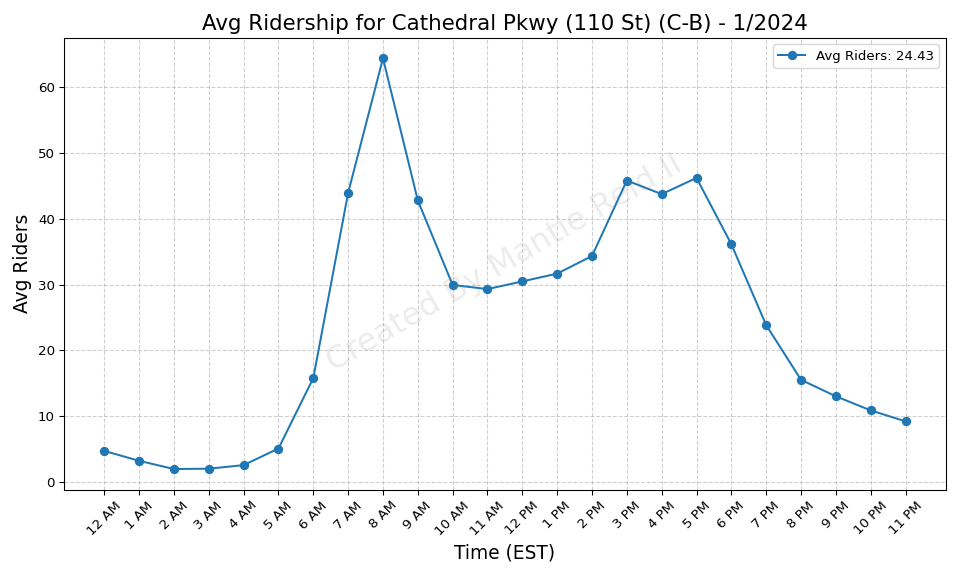 Avg Ridership for Cathedral Pkwy (110 St) (C-B) - 1/2024
Avg Riders: 24.43
Created By Mantle Reid II
Avg Riders
60
50
40
30
20
10
0
12 AM
1 AM
2 AM
3 AM
4 AM
5 AM
6 AM
7 AM
8 AM
9 AM
10 AM
11 AM
12 PM
1 PM
2 PM
3 PM
4 PM
5 PM
6 PM
7 PM
8 PM
9 PM
10 PM
11 PM
Time (EST)